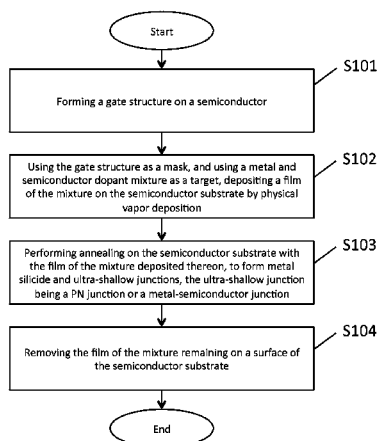 Start
S101
Forming a gate structure on a semiconductor
S102
Using the gate structure as a mask, and using a metal and
semiconductor dopant mixture as a target, depositing a film
of the mixture on the semiconductor substrate by physical
vapor deposition
S103
Performing annealing on the semiconductor substrate with
the film of the mixture deposited thereon, to form metal
silicide and ultra-shallow junctions, the ultra-shallow junction
being a PN junction or a metal-semiconductor junction
S104
Removing the film of the mixture remaining on a surface of
the semiconductor substrate
End